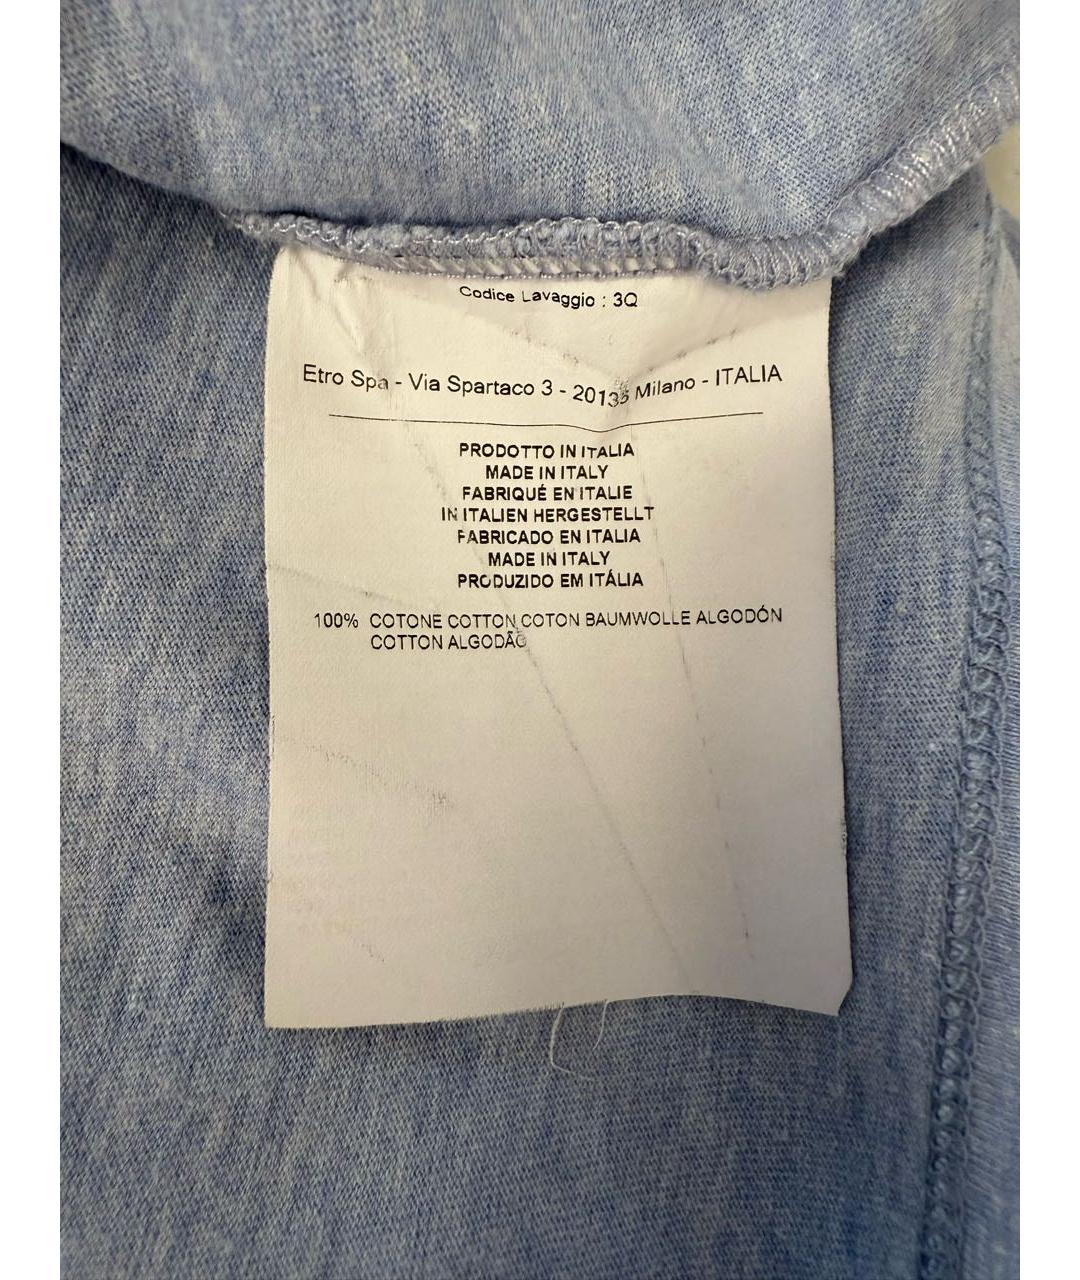 Codice Lavaggio : 3Q
Etro Spa - Via Spartaco 3 - 20135 Milano - ITALIA
PRODOTTO IN ITALIA
MADE IN ITALY
FABRIQUÉ EN ITALIE
IN ITALIEN HERGESTELLT
FABRICADO EN ITALIA
MADE IN ITALY
PRODUZIDO EM ITÁLIA
100% COTONE COTTON COTON BAUMWOLLE ALGODÓN
COTTON ALGODÃO